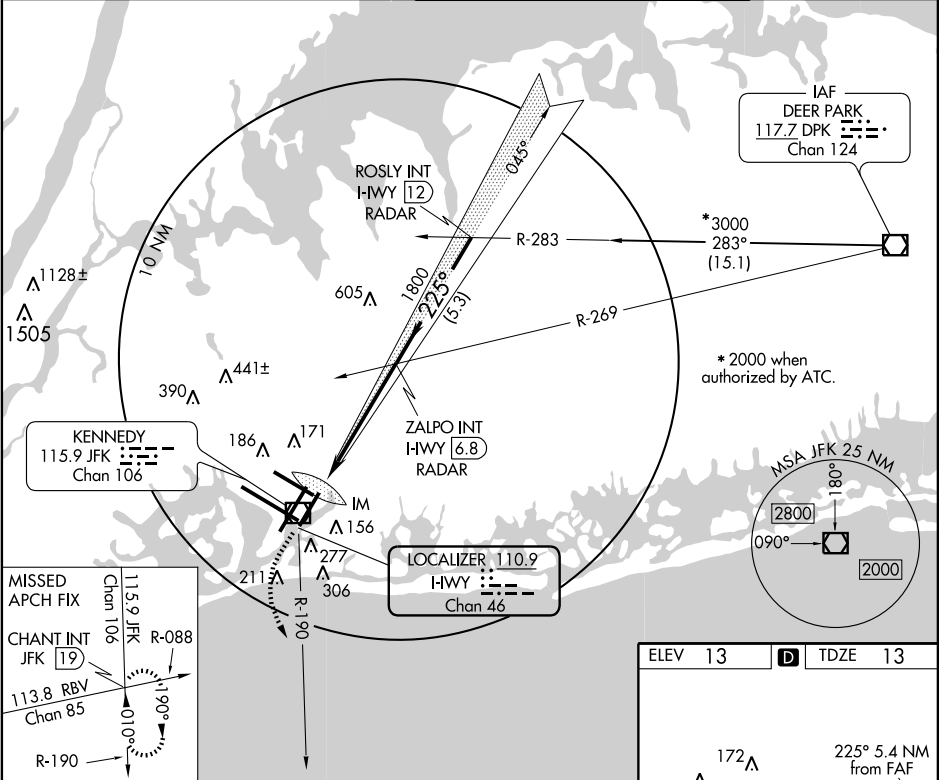 IAF
DEER PARK
117.7 DPK
Chan 124
ROSLY INT
I-IWY 12
RADAR
045°
10 NM
R-283
*3000
283°
(15.1)
1128±
1505
605
1800
225°
(5.3)
R-269
* 2000 when
authorized by ATC.
441±
390
KENNEDY
115.9 JFK
Chan 106
186
171
ZALPO INT
I-IWY 6.8
RADAR
IM
156
277
211
306
R-190
LOCALIZER 110.9
I-IWY
Chan 46
MSA JFK 25 NM
180°
2800
090°
2000
MISSED
APCH FIX
115.9 JFK
Chan 106
CHANT INT
JFK 19
R-088
113.8 RBV
Chan 85
010°
190°
R-190
ELEV 13 D TDZE 13
172
225° 5.4 NM
from FAF